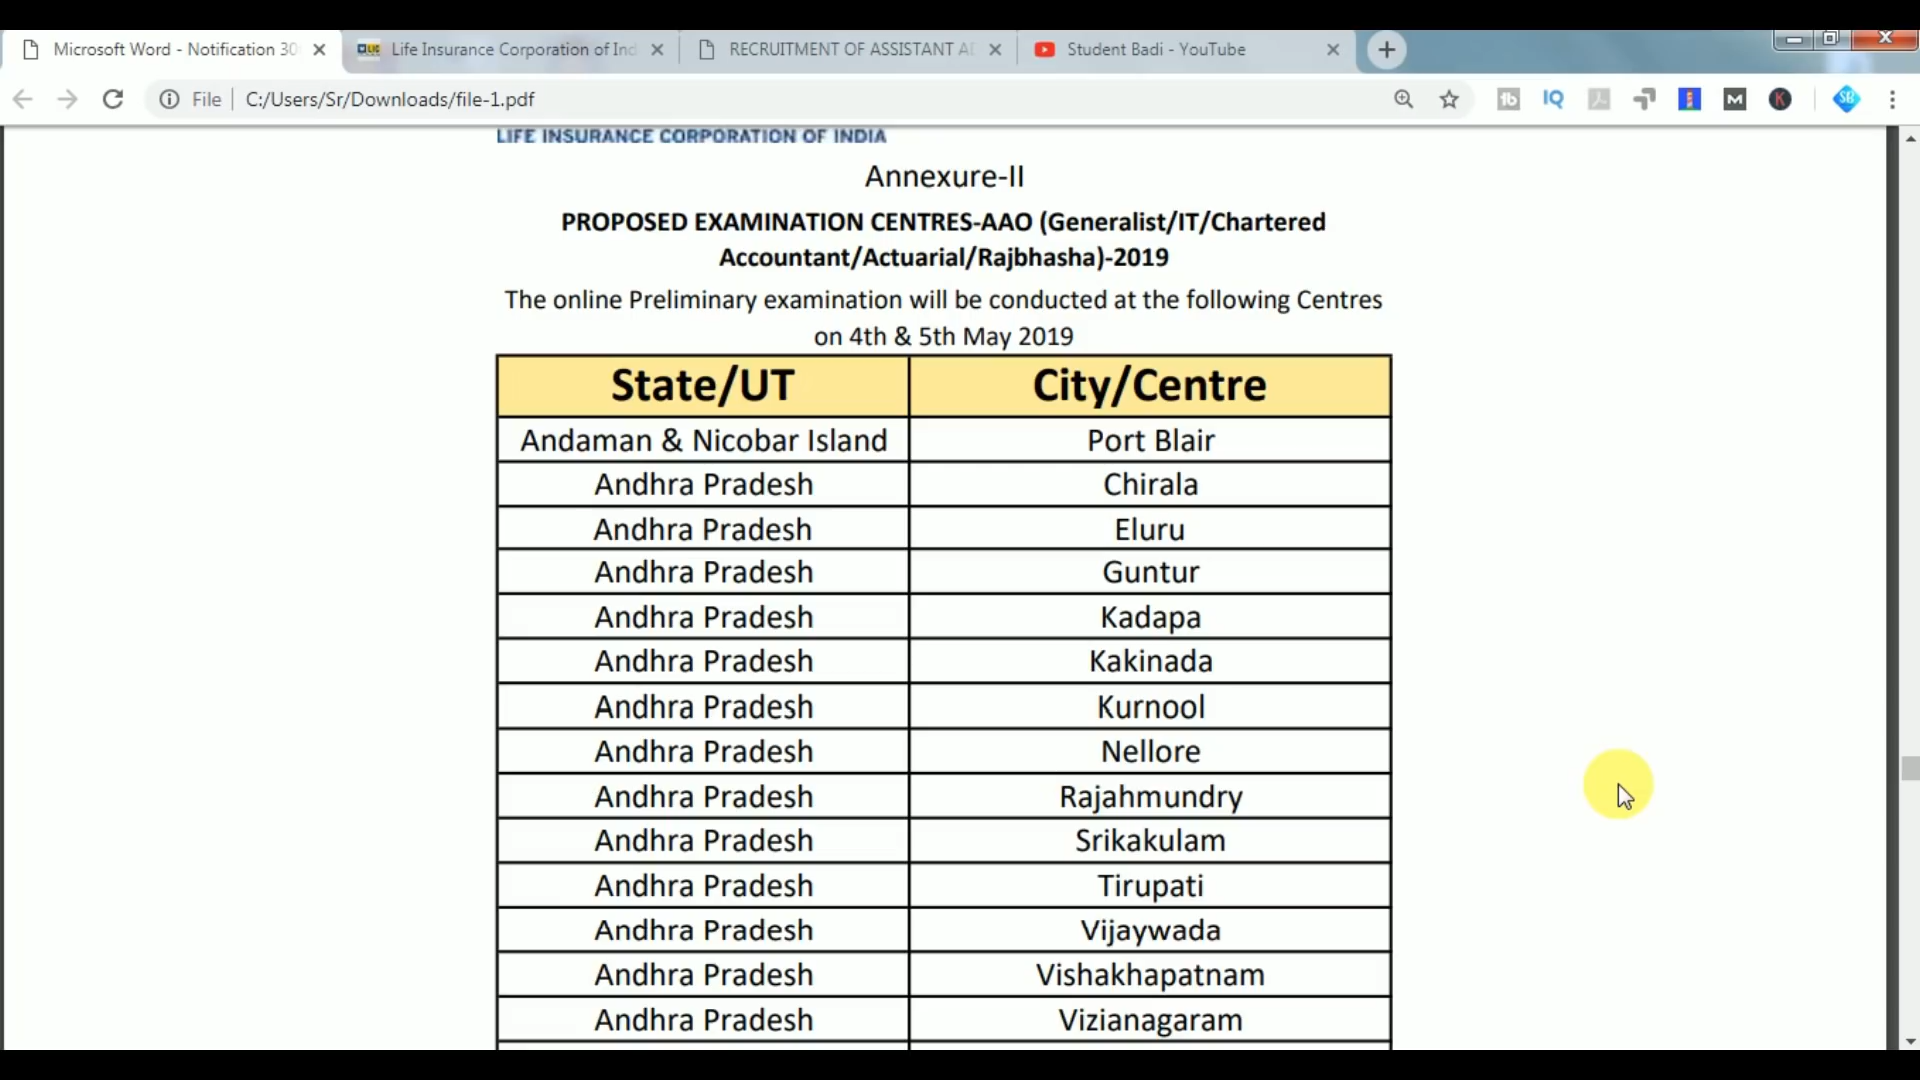 Microsoft Word - Notification 30
Life Insurance Corporation of Ind
RECRUITMENT OF ASSISTANT AD
Student Badi - YouTube
File
C:/Users/Sr/Downloads/file-1.pdf
LIFE INSURANCE CORPORATION OF INDIA
Annexure-II
PROPOSED EXAMINATION CENTRES-AAO (Generalist/IT/Chartered
Accountant/Actuarial/Rajbhasha)-2019
The online Preliminary examination will be conducted at the following Centres
on 4th & 5th May 2019
State/UT City/Centre
Andaman & Nicobar Island Port Blair
Andhra Pradesh Chirala
Andhra Pradesh Eluru
Andhra Pradesh Guntur
Andhra Pradesh Kadapa
Andhra Pradesh Kakinada
Andhra Pradesh Kurnool
Andhra Pradesh Nellore
Andhra Pradesh Rajahmundry
Andhra Pradesh Srikakulam
Andhra Pradesh Tirupati
Andhra Pradesh Vijaywada
Andhra Pradesh Vishakhapatnam
Andhra Pradesh Vizianagaram